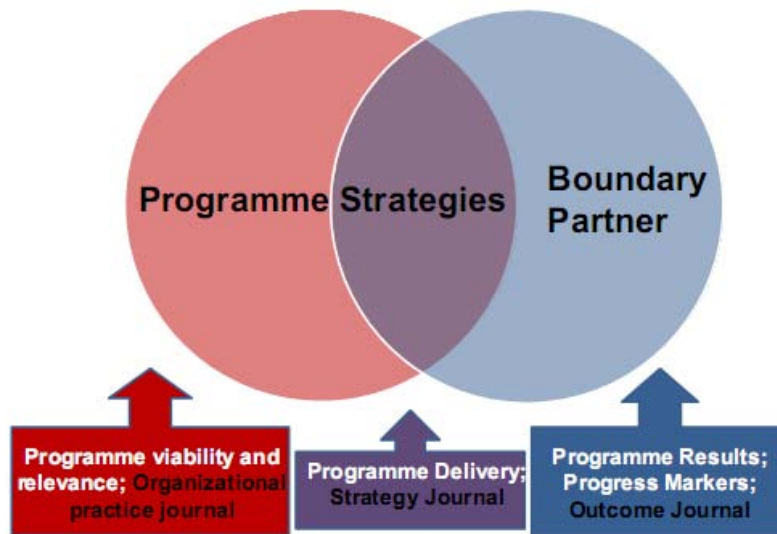 Programme Strategies
Boundary
Partner
Programme viability and
relevance; Organizational
practice journal
Programme Delivery;
Strategy Journal
Programme Results;
Progress Markers;
Outcome Journal